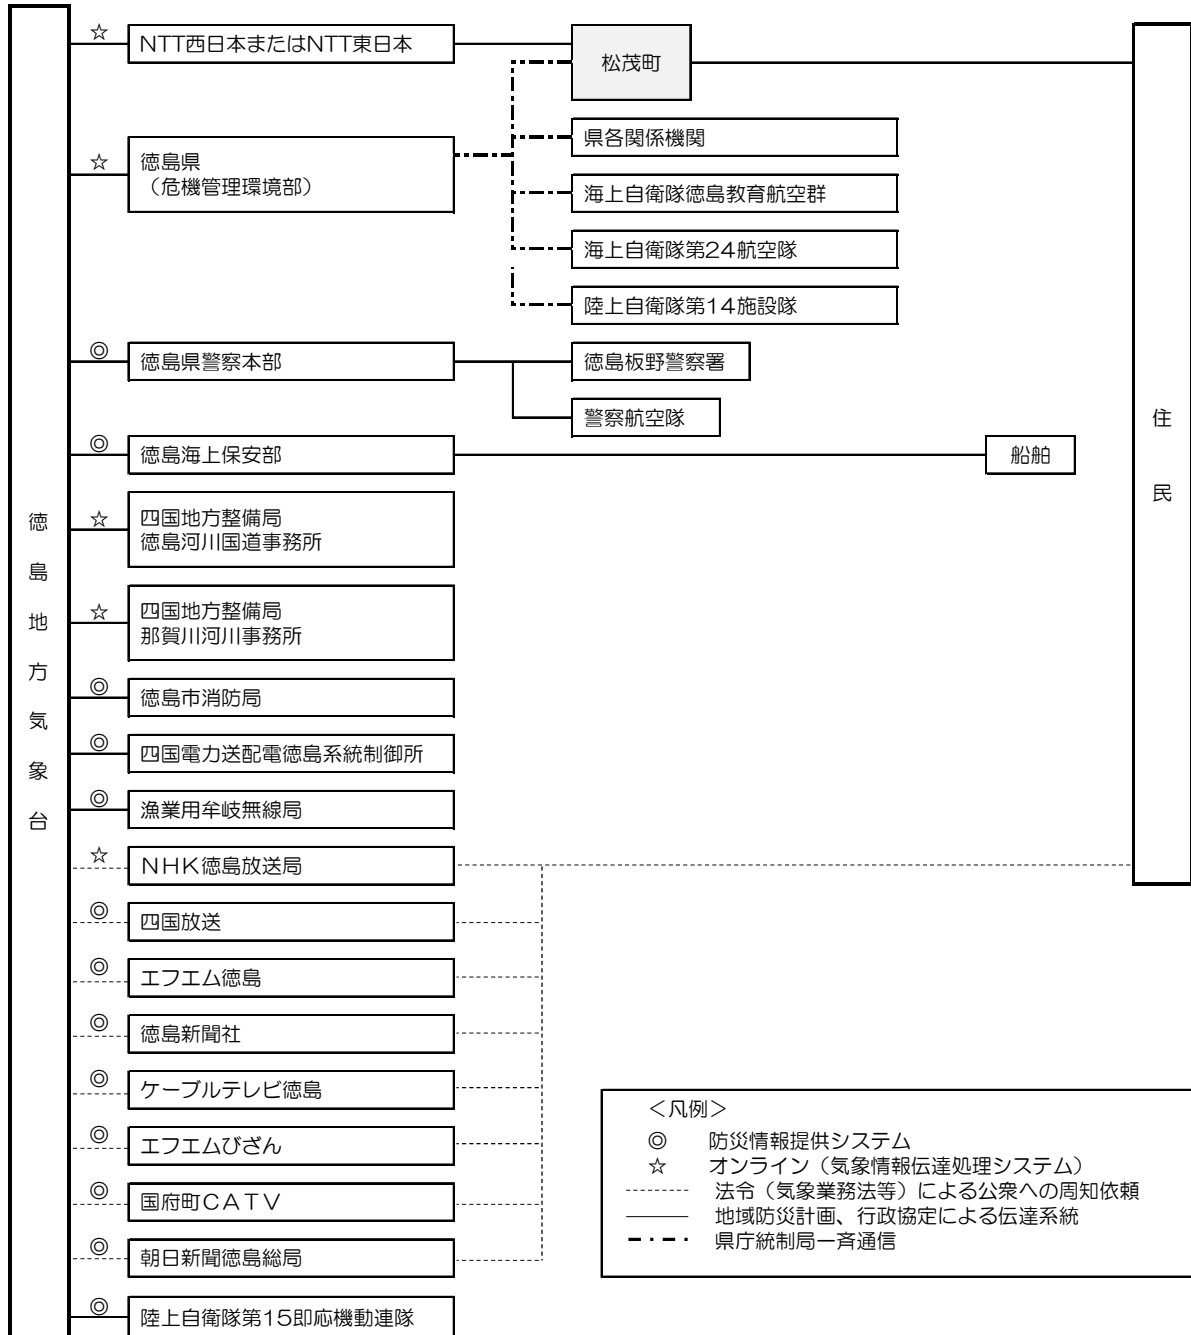 徳島地方気象台
☆
NTT西日本またはNTT東日本
松茂町
☆
徳島県
（危機管理環境部）
県各関係機関
海上自衛隊徳島教育航空群
海上自衛隊第24航空隊
陸上自衛隊第14施設隊
◎
徳島県警察本部
徳島板野警察署
警察航空隊
◎
徳島海上保安部
船舶
住民
☆
四国地方整備局
徳島河川国道事務所
☆
四国地方整備局
那賀川河川事務所
◎
徳島市消防局
◎
四国電力送配電徳島系統制御所
◎
漁業用牟岐無線局
☆
NHK徳島放送局
◎
四国放送
◎
エフエム徳島
◎
徳島新聞社
◎
ケーブルテレビ徳島
◎
エフエムびざん
◎
国府町CATV
◎
朝日新聞徳島総局
◎
陸上自衛隊第15即応機動連隊
＜凡例＞
◎ 防災情報提供システム
☆ オンライン（気象情報伝達処理システム）
法令（気象業務法等）による公衆への周知依頼
地域防災計画、行政協定による伝達系統
県庁統制局一斉通信